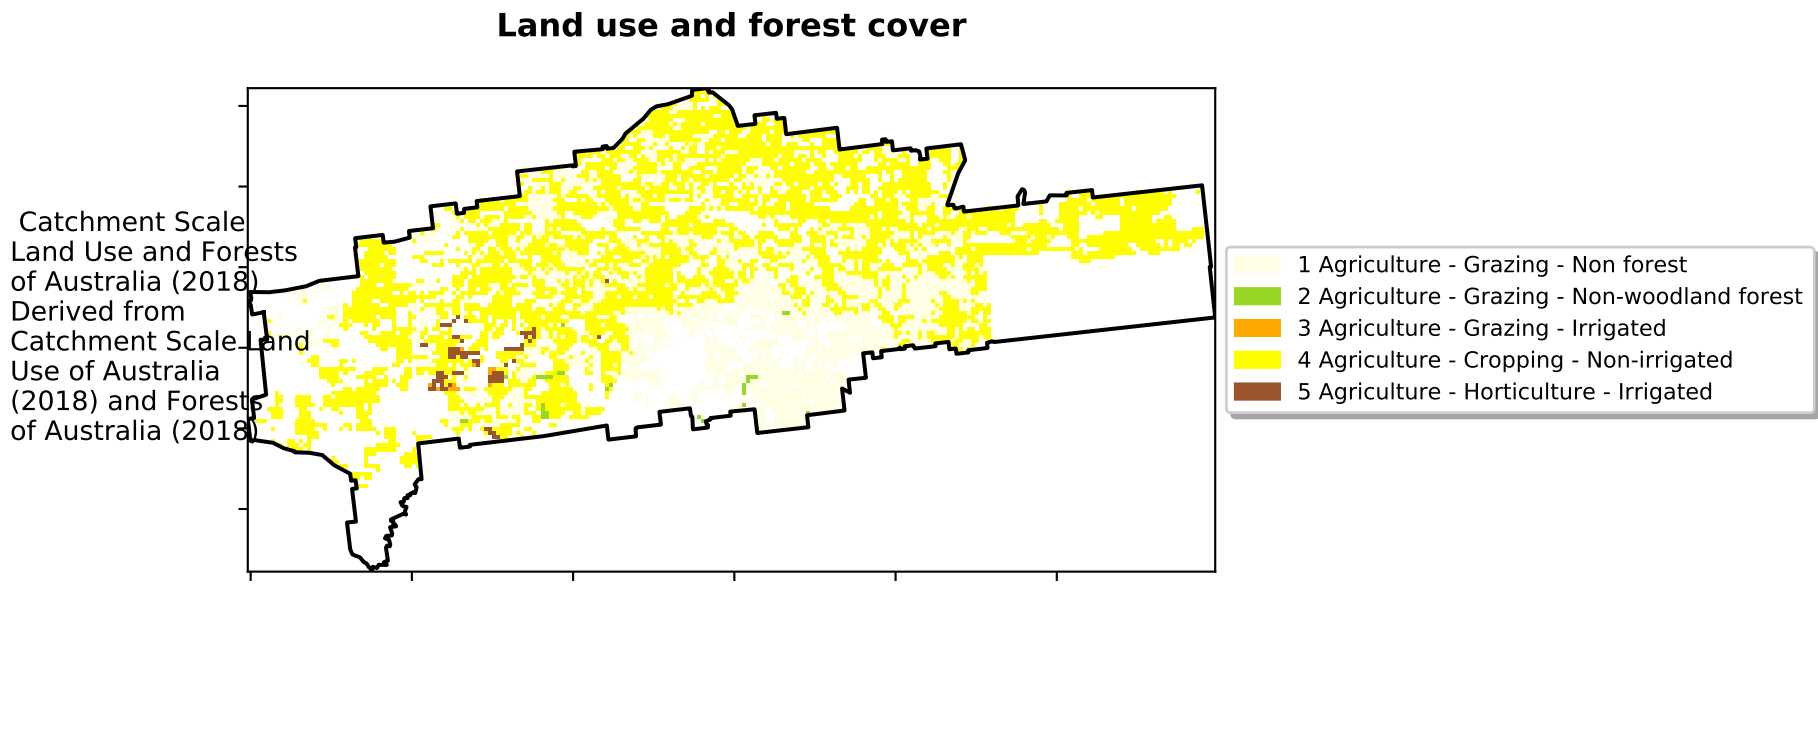 Land use and forest cover
Catchment Scale
Land Use and Forests
of Australia (2018)
Derived from
Catchment Scale Land
Use of Australia
(2018) and Forests
of Australia (2018)
1 Agriculture - Grazing - Non forest
2 Agriculture - Grazing - Non-woodland forest
3 Agriculture - Grazing - Irrigated
4 Agriculture - Cropping - Non-irrigated
5 Agriculture - Horticulture - Irrigated